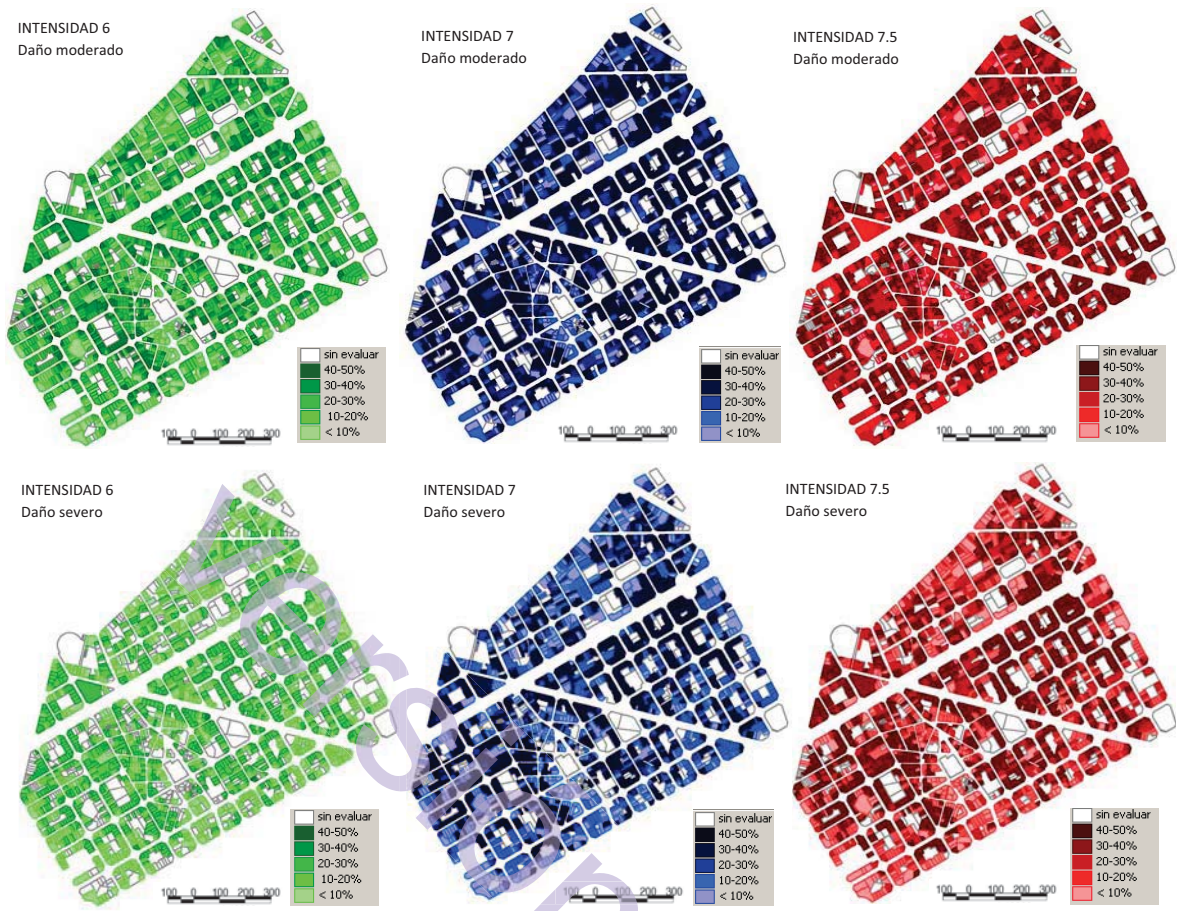 INTENSIDAD 6
Daño moderado
INTENSIDAD 7
Daño moderado
INTENSIDAD 7.5
Daño moderado
sin evaluar
40-50%
30-40%
20-30%
10-20%
< 10%
100 0 100 200 300
sin evaluar
40-50%
30-40%
20-30%
10-20%
< 10%
100 0 100 200 300
sin evaluar
40-50%
30-40%
20-30%
10-20%
< 10%
100 0 100 200 300
INTENSIDAD 6
Daño severo
INTENSIDAD 7
Daño severo
INTENSIDAD 7.5
Daño severo
sin evaluar
40-50%
30-40%
20-30%
10-20%
< 10%
100 0 100 200 300
sin evaluar
40-50%
30-40%
20-30%
10-20%
< 10%
100 0 100 200 300
sin evaluar
40-50%
30-40%
20-30%
10-20%
< 10%
100 0 100 200 300